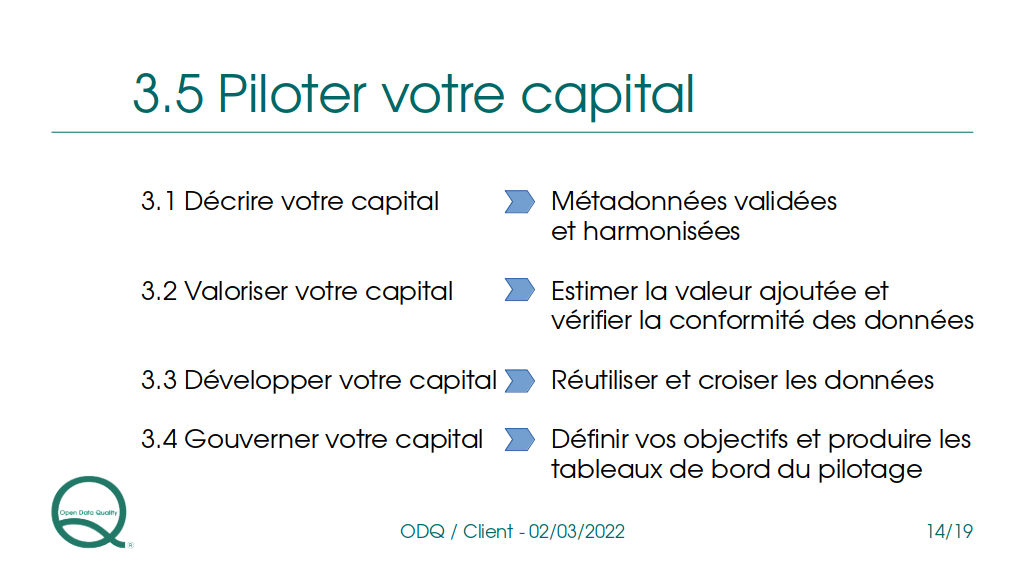 3.5 Piloter votre capital
3.1 Décrire votre capital
Métadonnées validées
et harmonisées
3.2 Valoriser votre capital
Estimer la valeur ajoutée et
vérifier la conformité des données
3.3 Développer votre capital
Réutiliser et croiser les données
3.4 Gouverner votre capital
Définir vos objectifs et produire les
tableaux de bord du pilotage
Open Data Quality
®
ODQ / Client - 02/03/2022
14/19